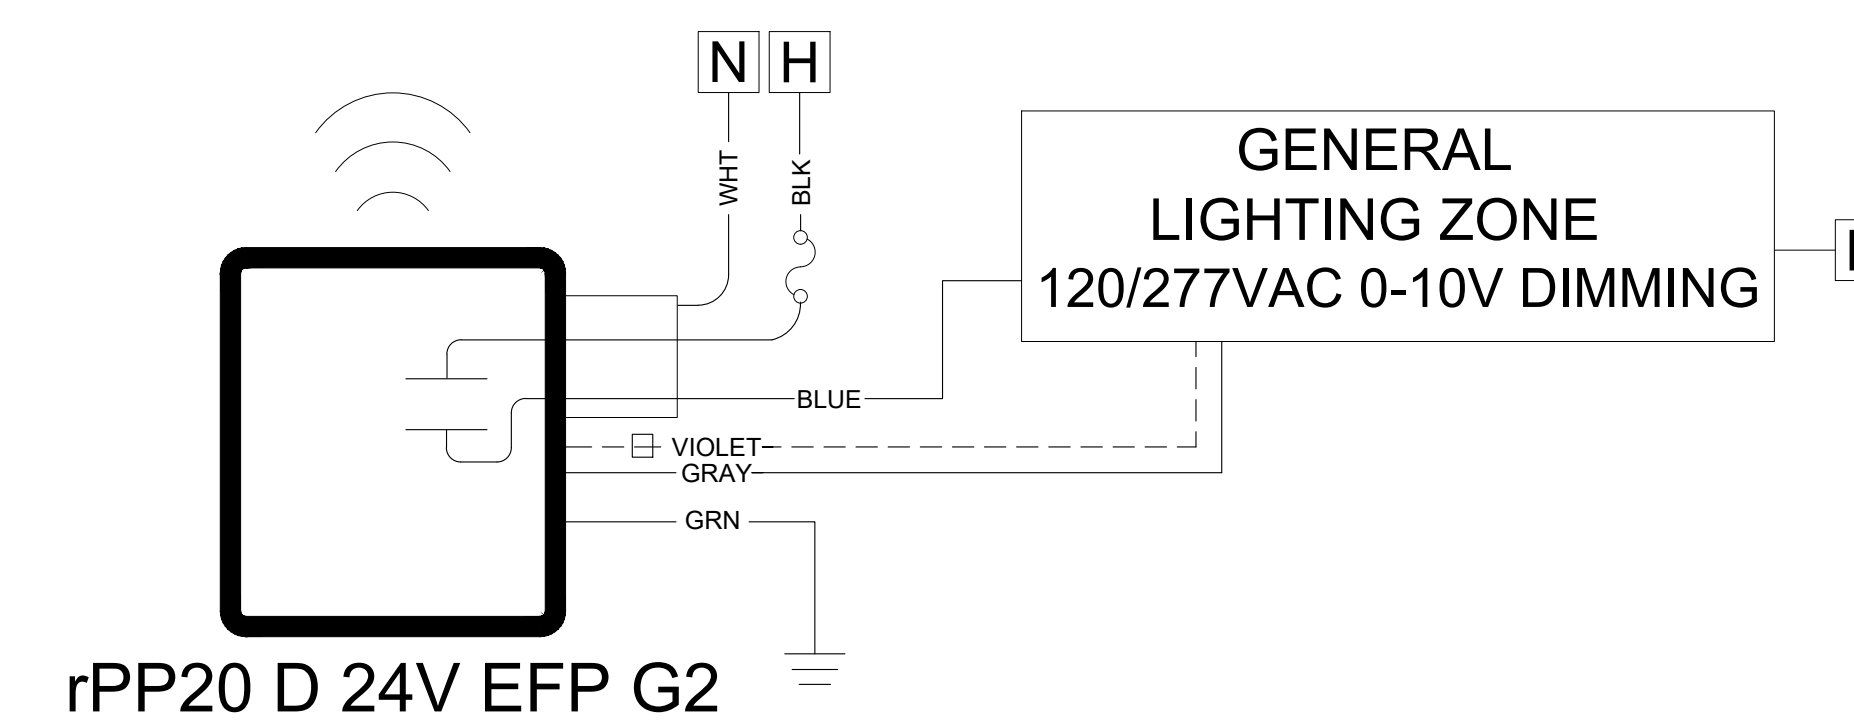 N H
WHT
BLK
GENERAL
LIGHTING ZONE
120/277VAC 0-10V DIMMING
BLUE
VIOLET
GRAY
GRN
rPP20 D 24V EFP G2